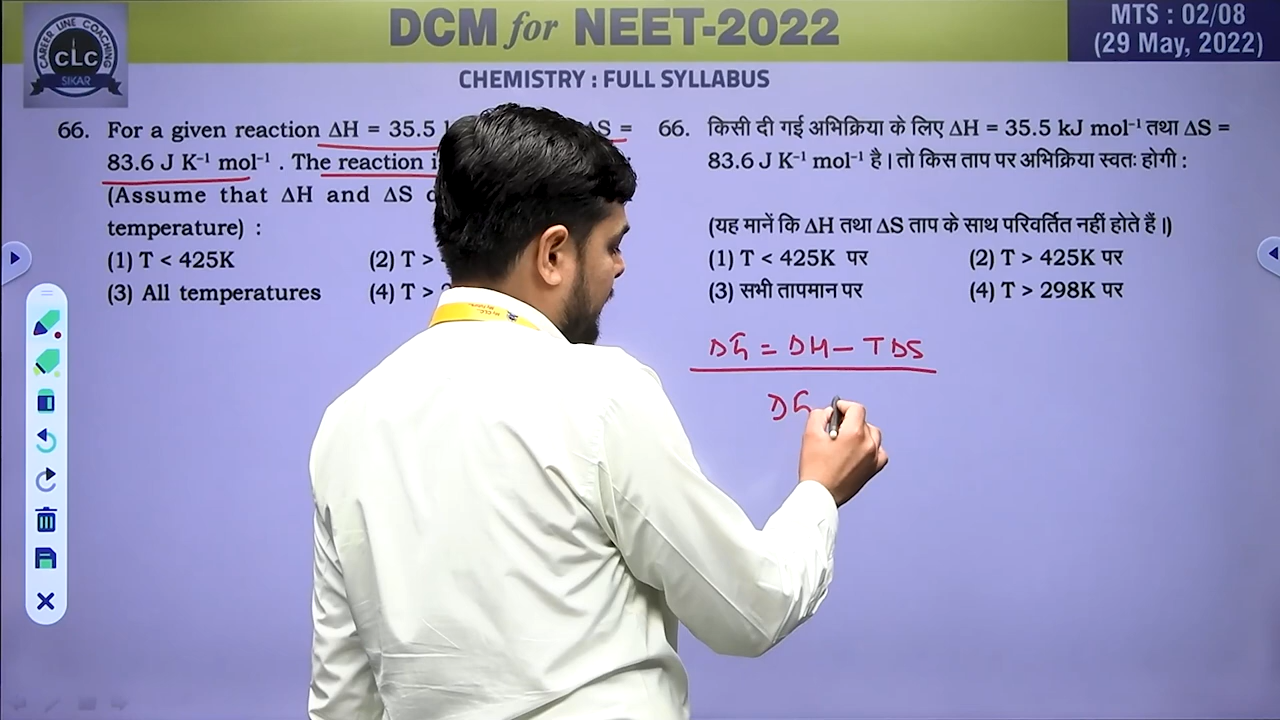 DCM for NEET-2022
MTS : 02/08
(29 May, 2022)
CAREER LINE COACHING
CLC
SIKAR
CHEMISTRY : FULL SYLLABUS
66. For a given reaction ΔH = 35.5 ΔS =
83.6 J K⁻¹ mol⁻¹ . The reaction
(Assume that ΔH and ΔS
temperature) :
(1) T < 425K (2) T >
(3) All temperatures (4) T >
66. किसी दी गई अभिक्रिया के लिए ΔH = 35.5 kJ mol⁻¹ तथा ΔS =
83.6 J K⁻¹ mol⁻¹ है। तो किस ताप पर अभिक्रिया स्वतः होगी :
(यह मानें कि ΔH तथा ΔS ताप के साथ परिवर्तित नहीं होते हैं।)
(1) T < 425K पर (2) T > 425K पर
(3) सभी तापमान पर (4) T > 298K पर
ΔG = ΔH – TΔS
ΔG